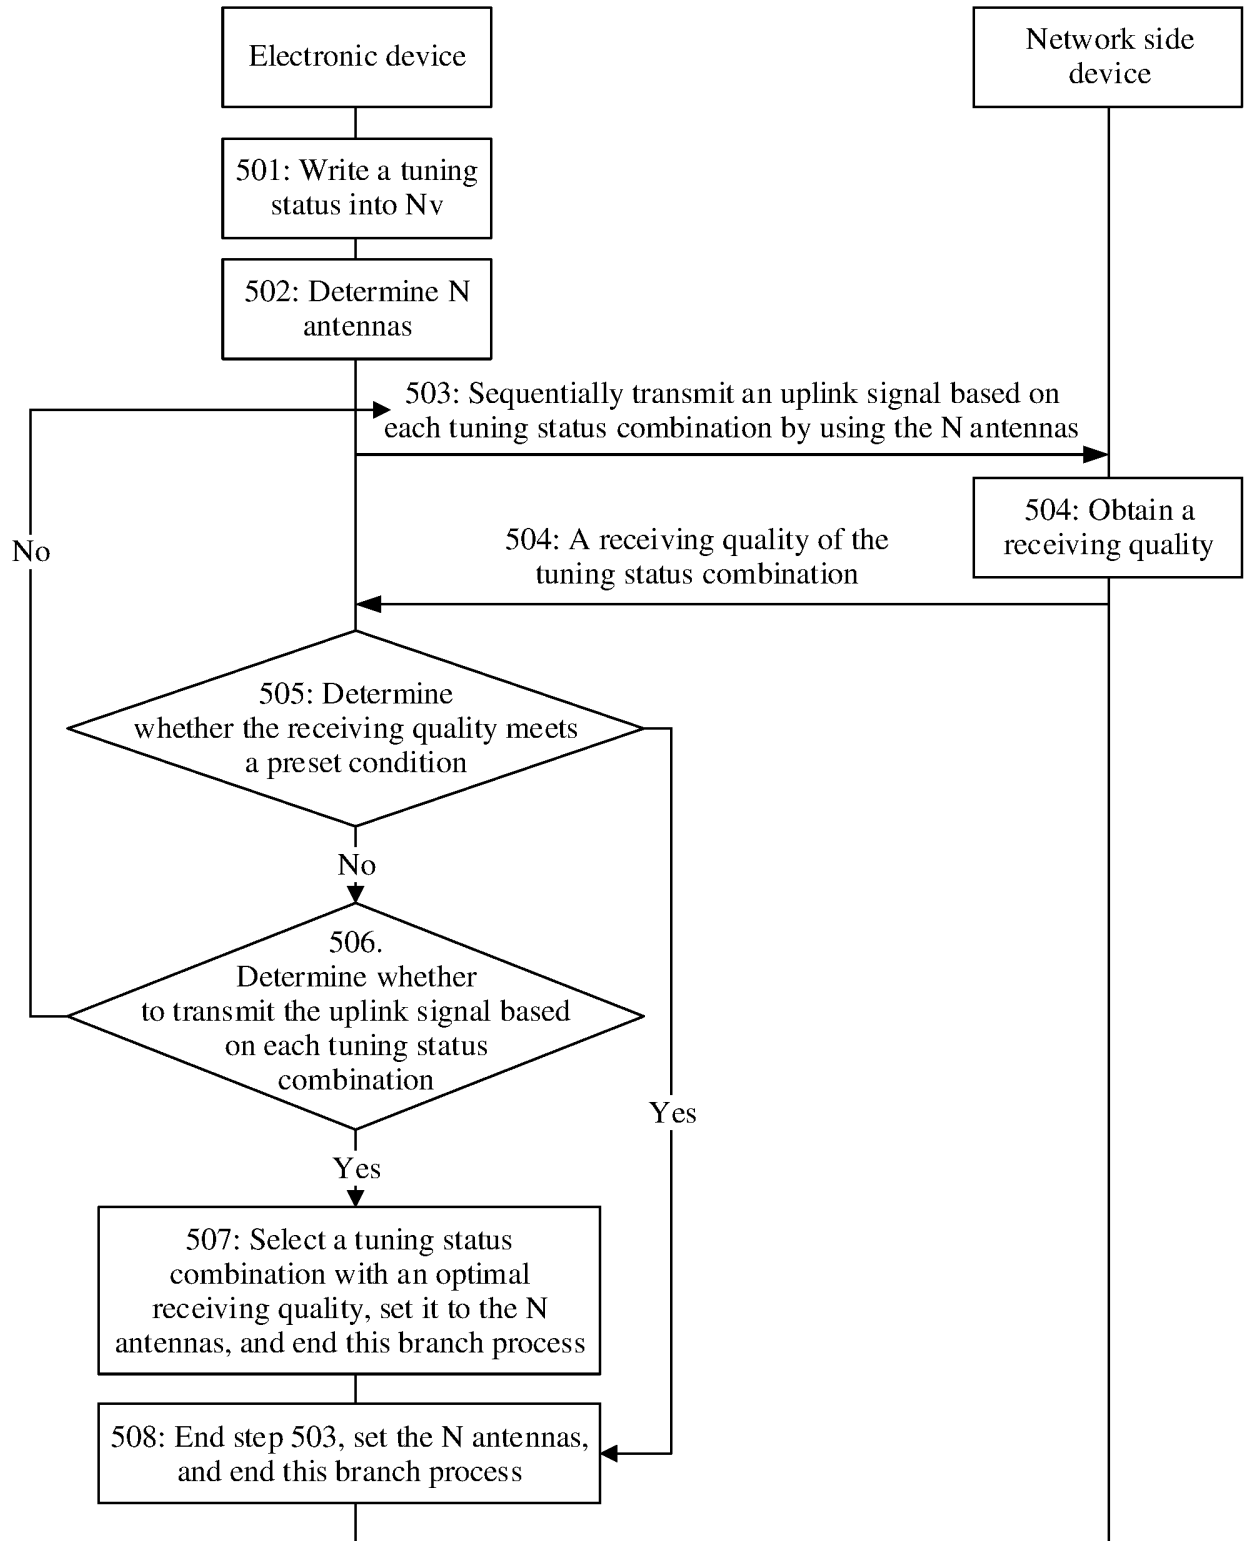 Electronic device
Network side
device
501: Write a tuning
status into Nv
502: Determine N
antennas
503: Sequentially transmit an uplink signal based on
each tuning status combination by using the N antennas
504: Obtain a
receiving quality
504: A receiving quality of the
tuning status combination
No
505: Determine
whether the receiving quality meets
a preset condition
No
506.
Determine whether
to transmit the uplink signal based
on each tuning status
combination
Yes
Yes
507: Select a tuning status
combination with an optimal
receiving quality, set it to the N
antennas, and end this branch process
508: End step 503, set the N antennas,
and end this branch process